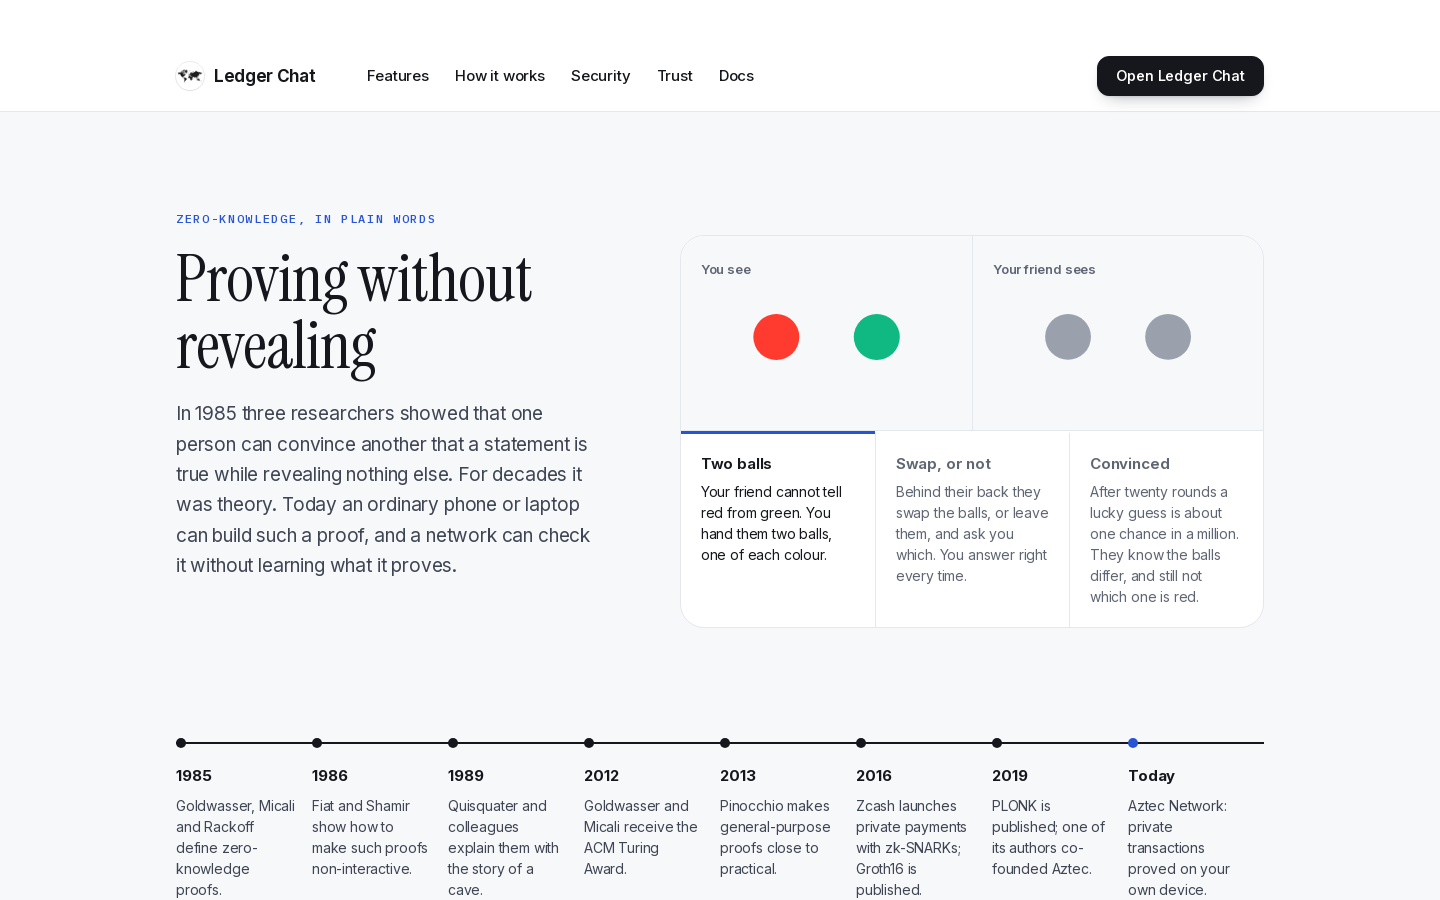 Ledger Chat
Features
How it works
Security
Trust
Docs
Open Ledger Chat
ZERO-KNOWLEDGE, IN PLAIN WORDS
Proving without
revealing
In 1985 three researchers showed that one
person can convince another that a statement is
true while revealing nothing else. For decades it
was theory. Today an ordinary phone or laptop
can build such a proof, and a network can check
it without learning what it proves.
You see
Your friend sees
Two balls
Your friend cannot tell
red from green. You
hand them two balls,
one of each colour.
Swap, or not
Behind their back they
swap the balls, or leave
them, and ask you
which. You answer right
every time.
Convinced
After twenty rounds a
lucky guess is about
one chance in a million.
They know the balls
differ, and still not
which one is red.
1985
Goldwasser, Micali
and Rackoff
define zero-
knowledge
proofs.
1986
Fiat and Shamir
show how to
make such proofs
non-interactive.
1989
Quisquater and
colleagues
explain them with
the story of a
cave.
2012
Goldwasser and
Micali receive the
ACM Turing
Award.
2013
Pinocchio makes
general-purpose
proofs close to
practical.
2016
Zcash launches
private payments
with zk-SNARKs;
Groth16 is
published.
2019
PLONK is
published; one of
its authors co-
founded Aztec.
Today
Aztec Network:
private
transactions
proved on your
own device.